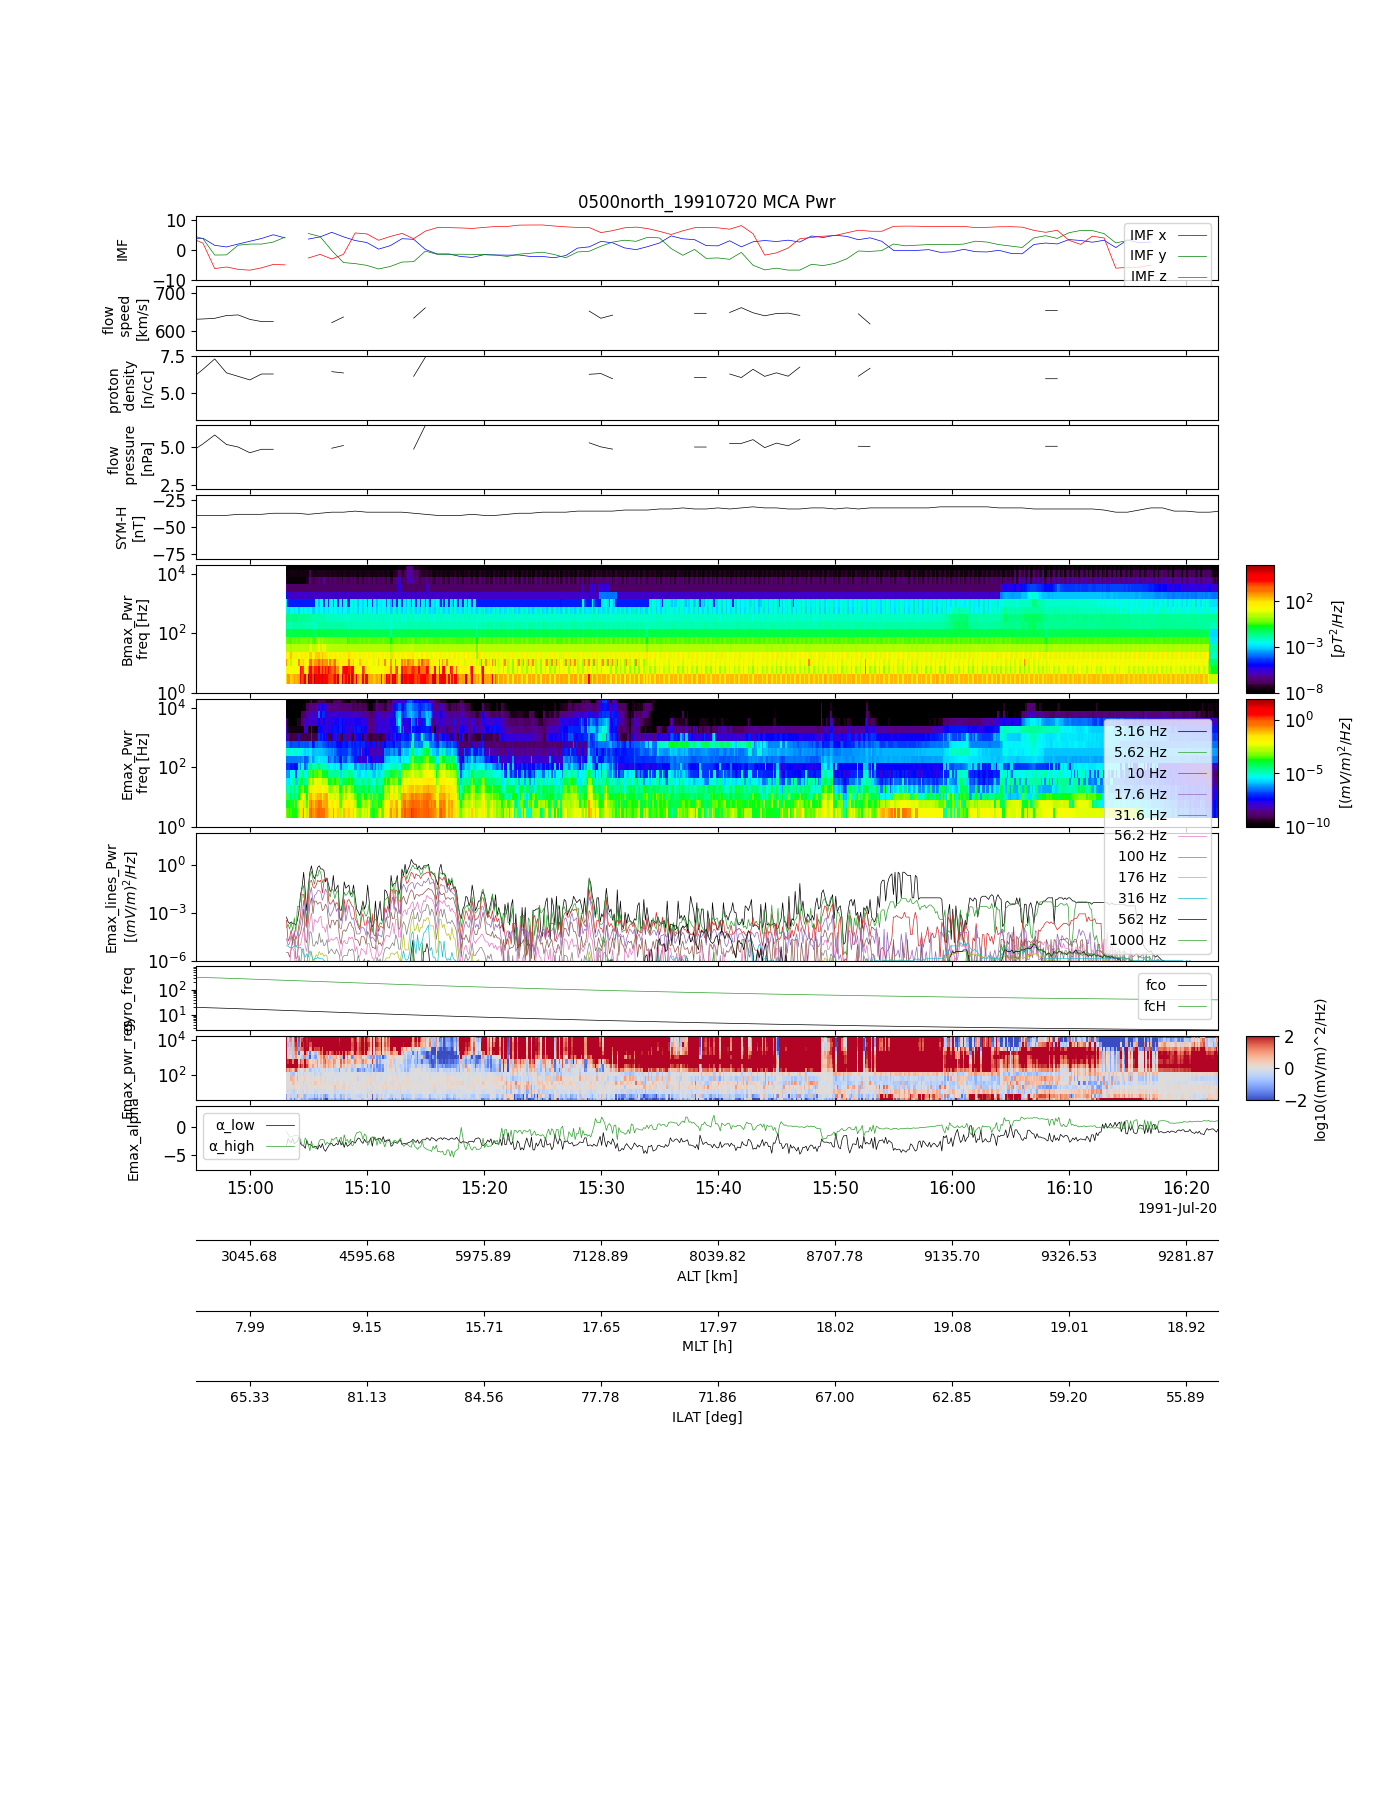 0500north_19910720 MCA Pwr
10
0
−10
IMF
IMF x
IMF y
IMF z
700
600
flow
speed
[km/s]
7.5
5.0
proton
density
[n/cc]
5.0
2.5
flow
pressure
[nPa]
−25
−50
−75
SYM-H
[nT]
10^4
10^2
10^0
Bmax_Pwr
freq [Hz]
10^2
10^−3
10^−8
[pT^2/Hz]
10^4
10^2
10^0
Emax_Pwr
freq [Hz]
10^0
10^−5
10^−10
[(mV/m)^2/Hz]
3.16 Hz
5.62 Hz
10 Hz
17.6 Hz
31.6 Hz
56.2 Hz
100 Hz
176 Hz
316 Hz
562 Hz
1000 Hz
10^0
10^−3
10^−6
Emax_lines_Pwr
[(mV/m)^2/Hz]
10^2
10^1
gyro_freq
fco
fcH
10^4
10^2
Emax_pwr_reg
2
0
−2
log10((mV/m)^2/Hz)
0
−5
Emax_alpha
α_low
α_high
15:00 15:10 15:20 15:30 15:40 15:50 16:00 16:10 16:20
1991-Jul-20
3045.68 4595.68 5975.89 7128.89 8039.82 8707.78 9135.70 9326.53 9281.87
ALT [km]
7.99 9.15 15.71 17.65 17.97 18.02 19.08 19.01 18.92
MLT [h]
65.33 81.13 84.56 77.78 71.86 67.00 62.85 59.20 55.89
ILAT [deg]